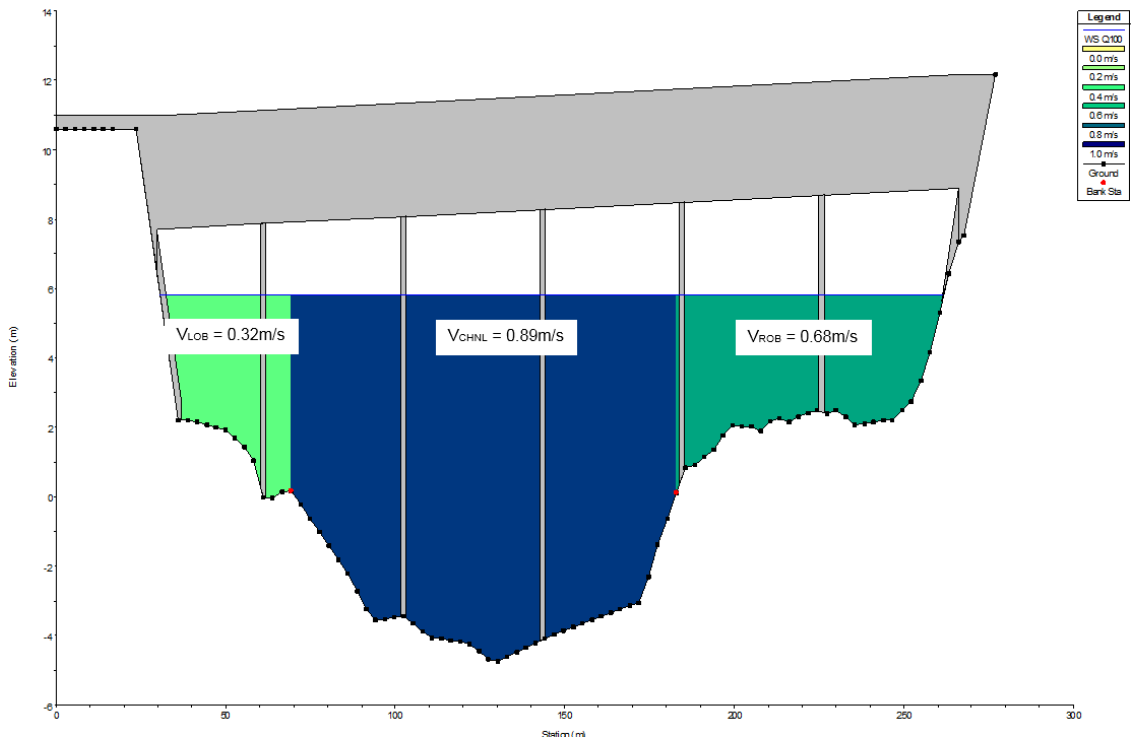 14
12
10
8
6
4
2
0
-2
-4
-6
Elevation (m)
0
50
100
150
200
250
300
Station (m)
VLOB = 0.32m/s
VCHNL = 0.89m/s
VROB = 0.68m/s
Legend
WS Q100
0.0 m/s
0.2 m/s
0.4 m/s
0.6 m/s
0.8 m/s
1.0 m/s
Ground
Bank Sta